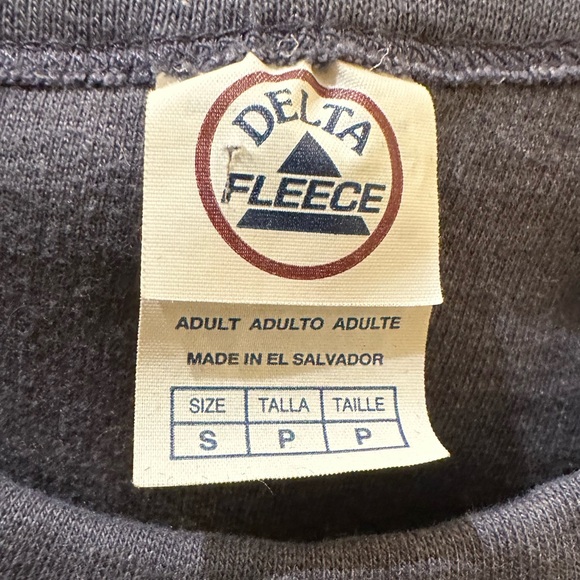 DELTA
FLEECE
ADULT ADULTO ADULTE
MADE IN EL SALVADOR
SIZE TALLA TAILLE
S P P